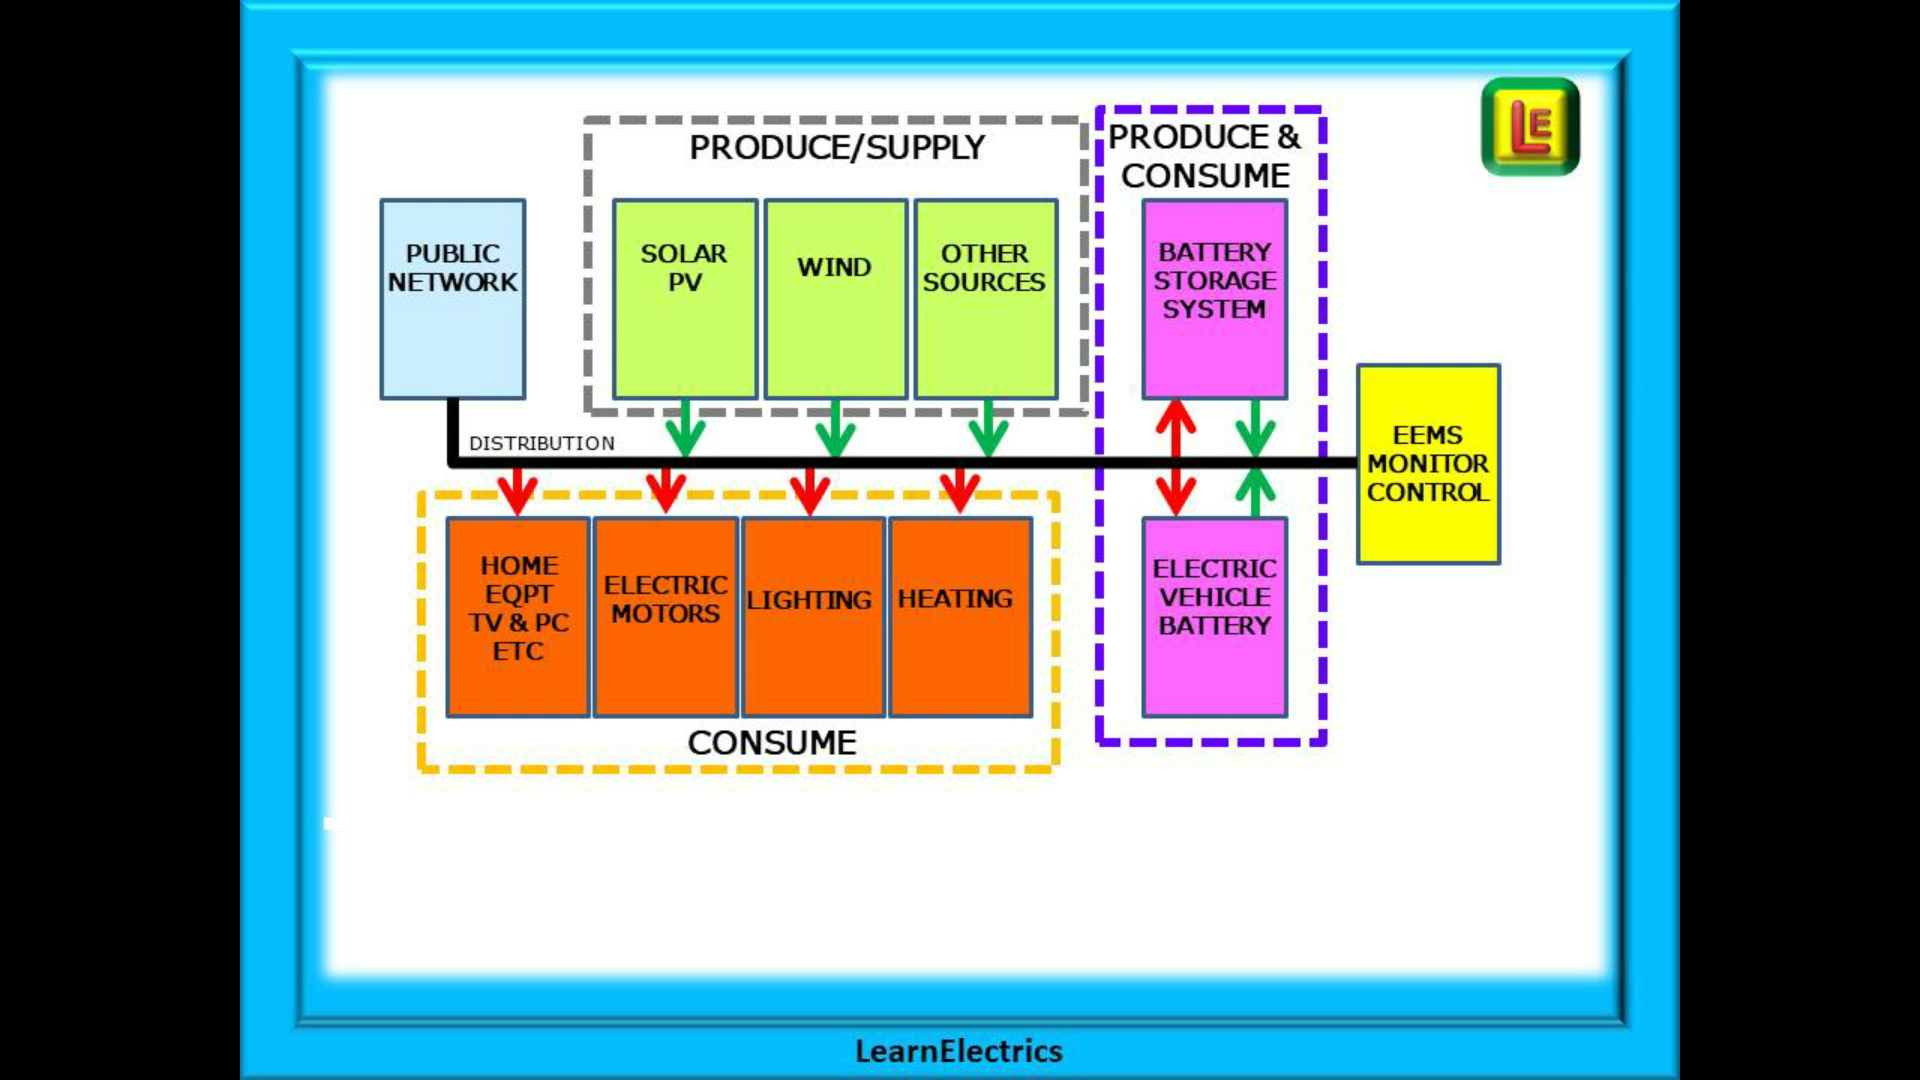 PRODUCE/SUPPLY
PRODUCE &
CONSUME
LE
PUBLIC
NETWORK
SOLAR
PV
WIND
OTHER
SOURCES
BATTERY
STORAGE
SYSTEM
DISTRIBUTION
EEMS
MONITOR
CONTROL
HOME
EQPT
TV & PC
ETC
ELECTRIC
MOTORS
LIGHTING
HEATING
ELECTRIC
VEHICLE
BATTERY
CONSUME
LearnElectrics